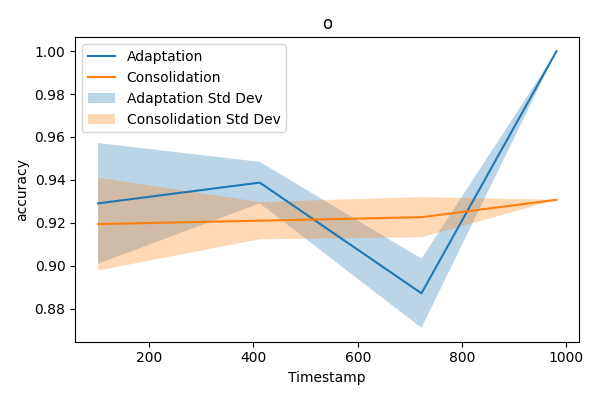 o
1.00
0.98
0.96
0.94
0.92
0.90
0.88
accuracy
Adaptation
Consolidation
Adaptation Std Dev
Consolidation Std Dev
200
400
600
800
1000
Timestamp